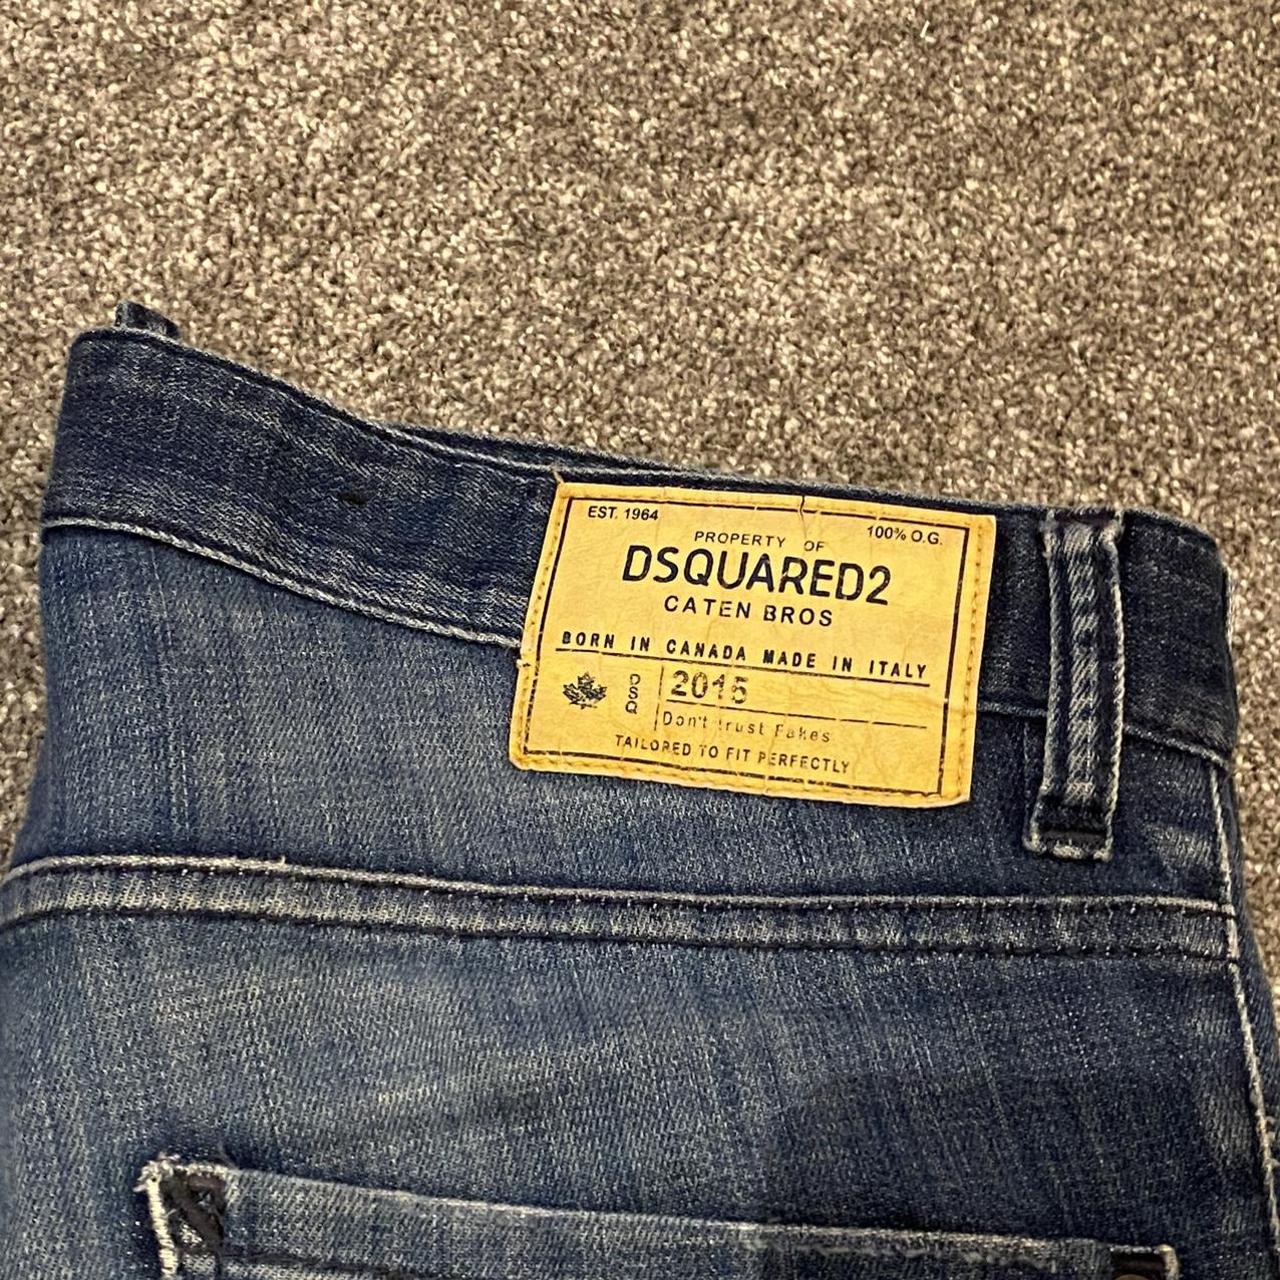 EST. 1964
100% O.G.
PROPERTY OF
DSQUARED2
CATEN BROS
BORN IN CANADA MADE IN ITALY
DSQ
2015
Don't trust Fakes
TAILORED TO FIT PERFECTLY